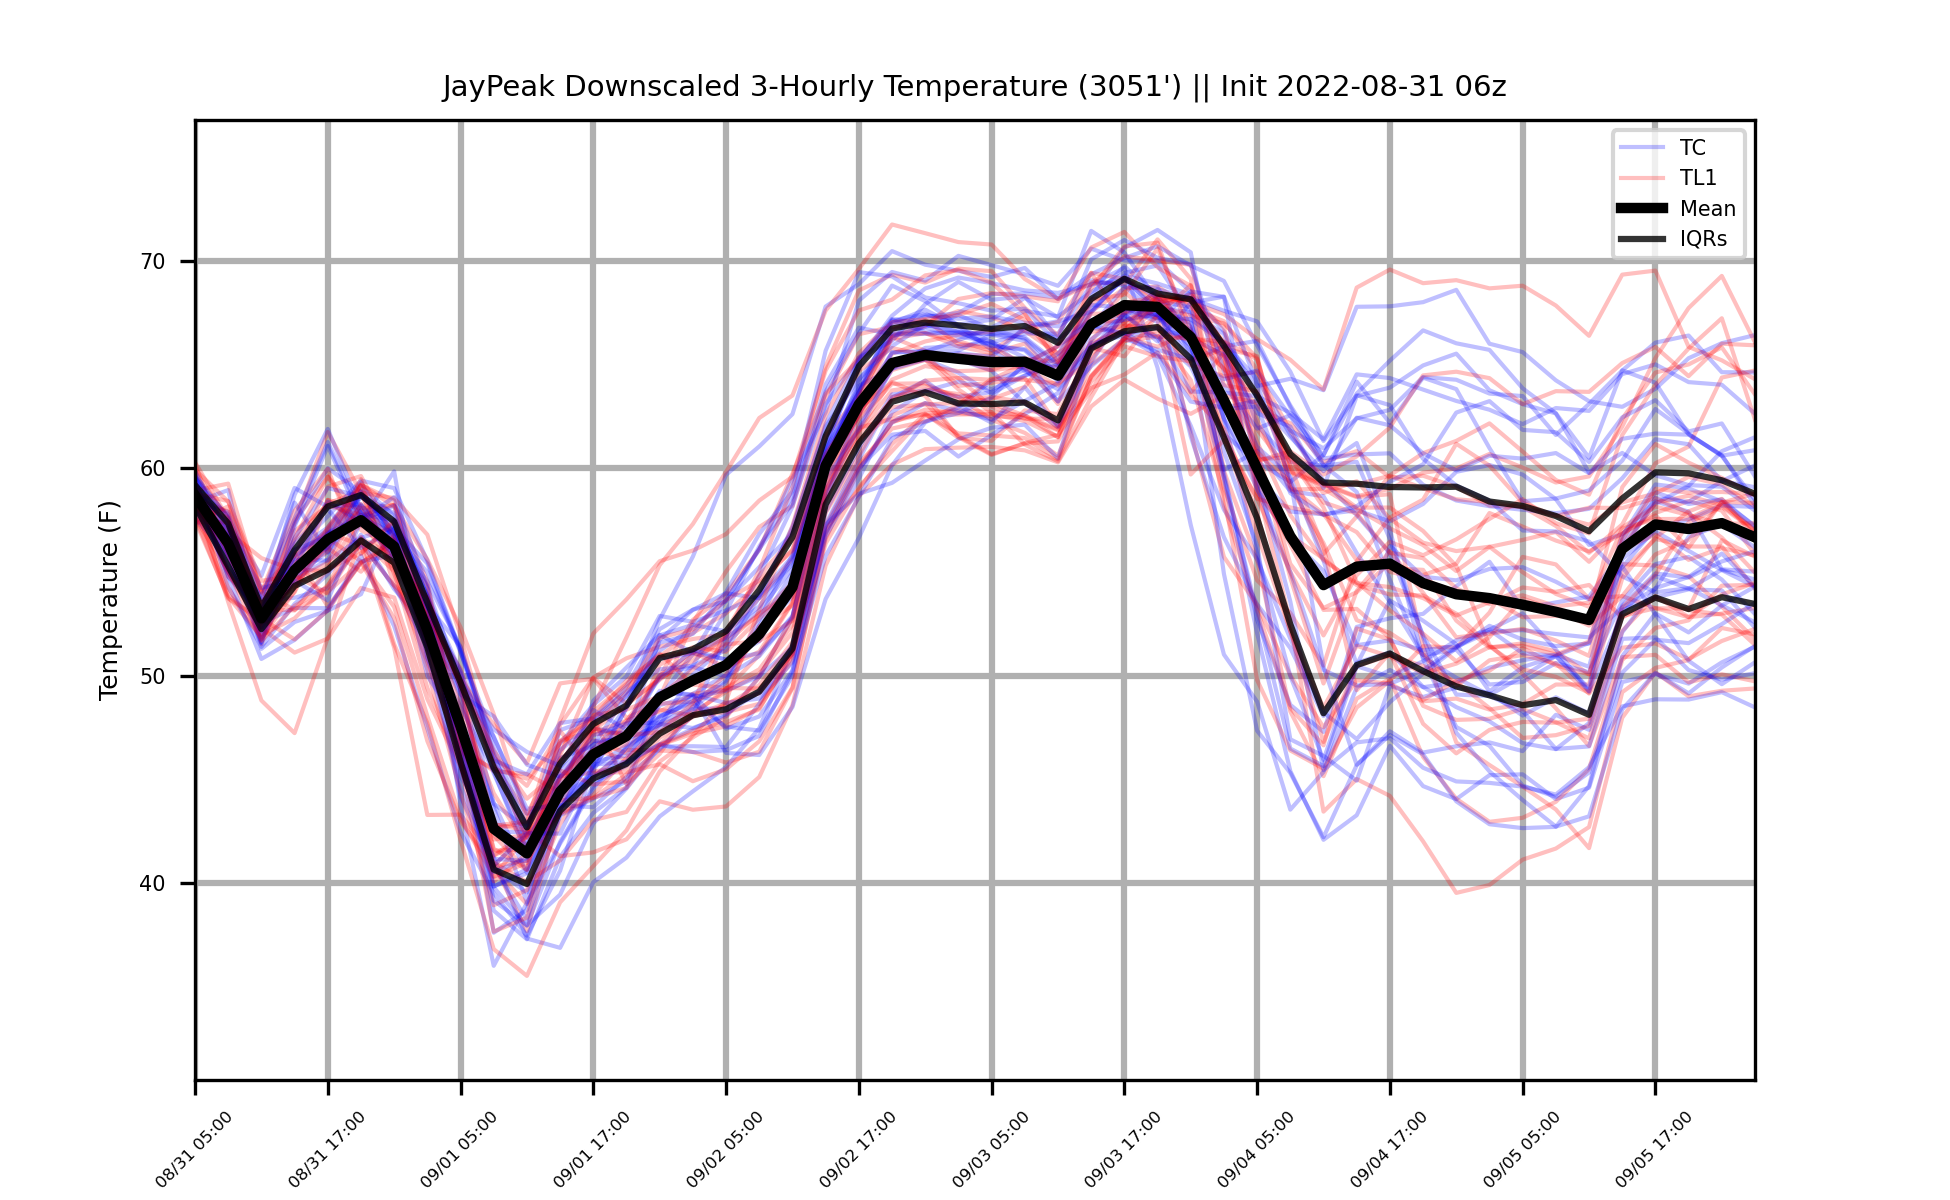 JayPeak Downscaled 3-Hourly Temperature (3051') || Init 2022-08-31 06z
TC
TL1
Mean
IQRs
Temperature (F)
70
60
50
40
08/31 05:00
08/31 17:00
09/01 05:00
09/01 17:00
09/02 05:00
09/02 17:00
09/03 05:00
09/03 17:00
09/04 05:00
09/04 17:00
09/05 05:00
09/05 17:00